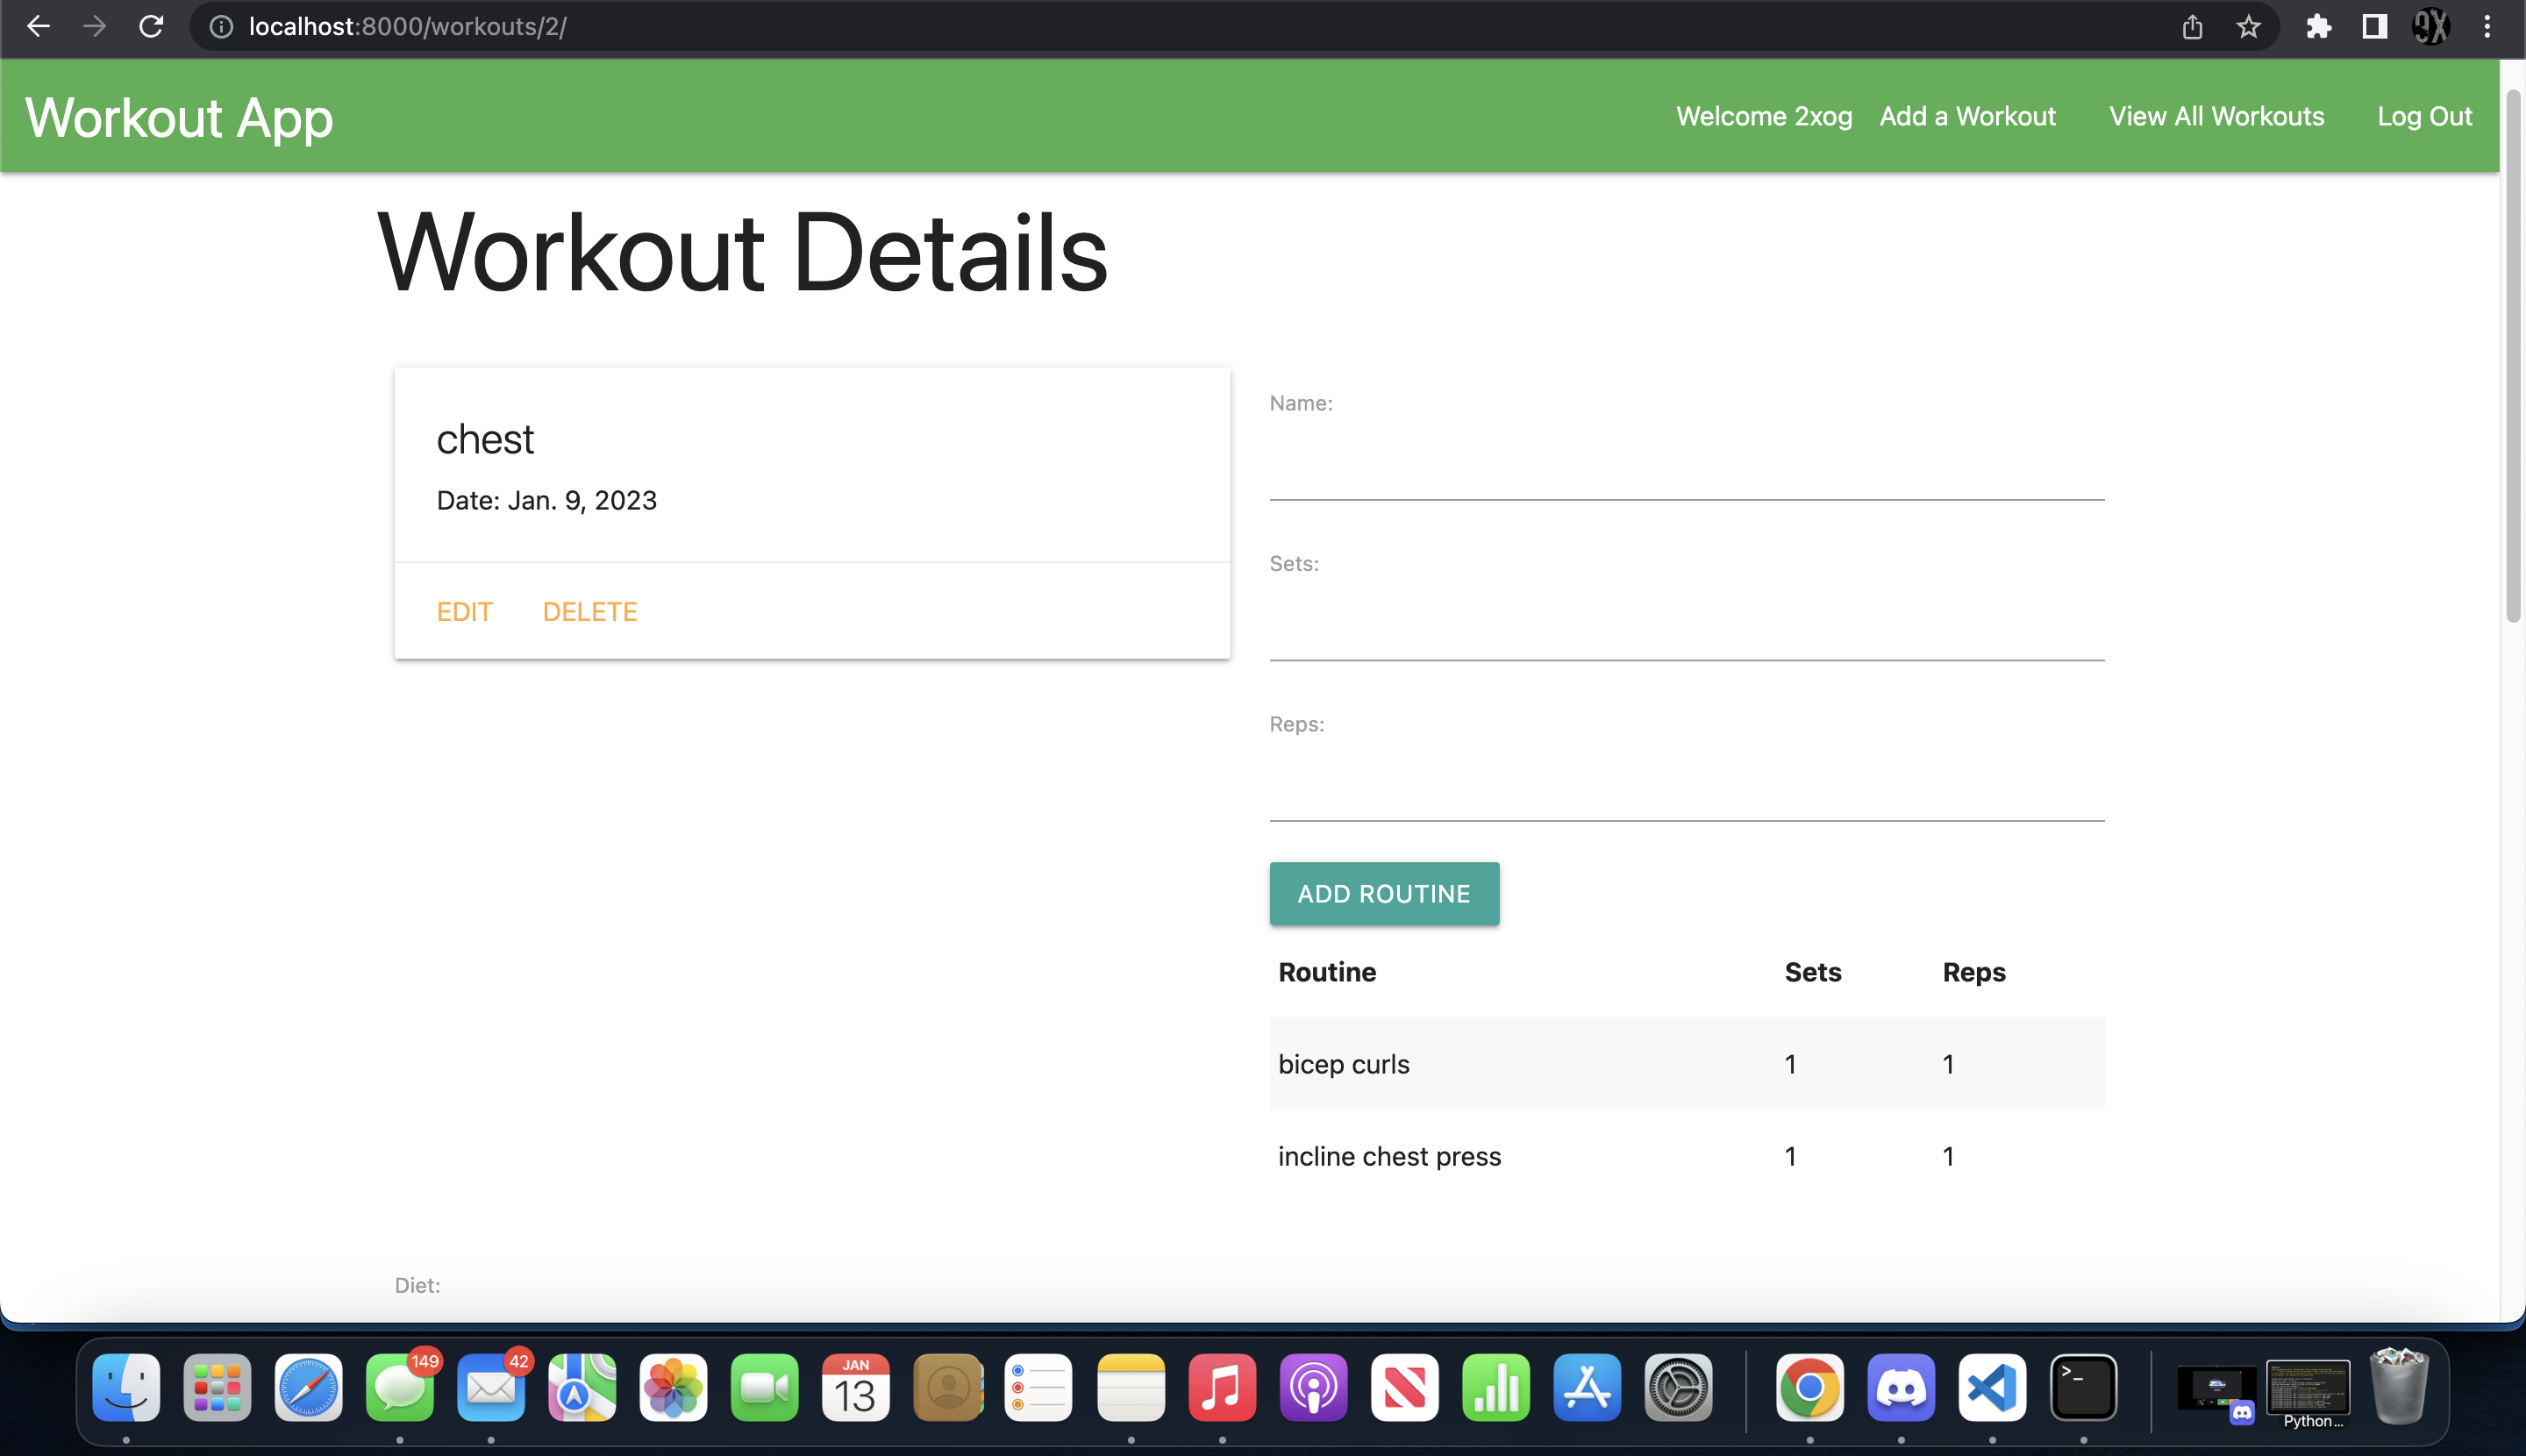 localhost:8000/workouts/2/
Workout App
Welcome 2xog Add a Workout View All Workouts Log Out
Workout Details
chest
Date: Jan. 9, 2023
EDIT DELETE
Name:
Sets:
Reps:
ADD ROUTINE
Routine Sets Reps
bicep curls 1 1
incline chest press 1 1
Diet:
149
42
JAN
13
>_
Python...